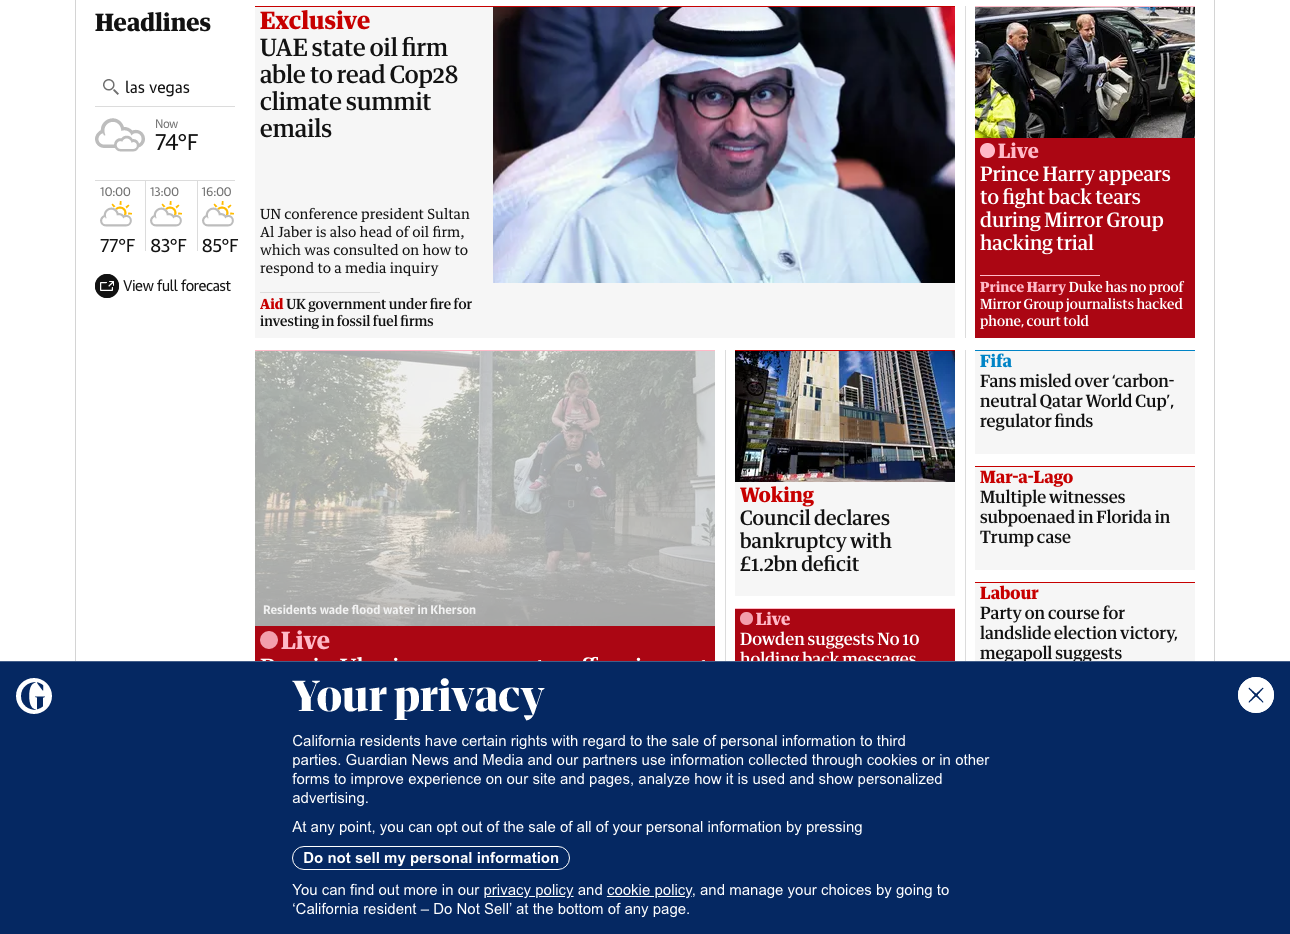 Headlines
las vegas
Now
74°F
10:00
13:00
16:00
77°F
83°F
85°F
View full forecast
Exclusive
UAE state oil firm
able to read Cop28
climate summit
emails
UN conference president Sultan
Al Jaber is also head of oil firm,
which was consulted on how to
respond to a media inquiry
Aid UK government under fire for
investing in fossil fuel firms
Live
Prince Harry appears
to fight back tears
during Mirror Group
hacking trial
Prince Harry Duke has no proof
Mirror Group journalists hacked
phone, court told
Residents wade flood water in Kherson
Live
Woking
Council declares
bankruptcy with
£1.2bn deficit
Live
Dowden suggests No 10
holding back messages
Fifa
Fans misled over ‘carbon-
neutral Qatar World Cup’,
regulator finds
Mar-a-Lago
Multiple witnesses
subpoenaed in Florida in
Trump case
Labour
Party on course for
landslide election victory,
megapoll suggests
Your privacy
California residents have certain rights with regard to the sale of personal information to third
parties. Guardian News and Media and our partners use information collected through cookies or in other
forms to improve experience on our site and pages, analyze how it is used and show personalized
advertising.
At any point, you can opt out of the sale of all of your personal information by pressing
Do not sell my personal information
You can find out more in our privacy policy and cookie policy, and manage your choices by going to
‘California resident – Do Not Sell’ at the bottom of any page.